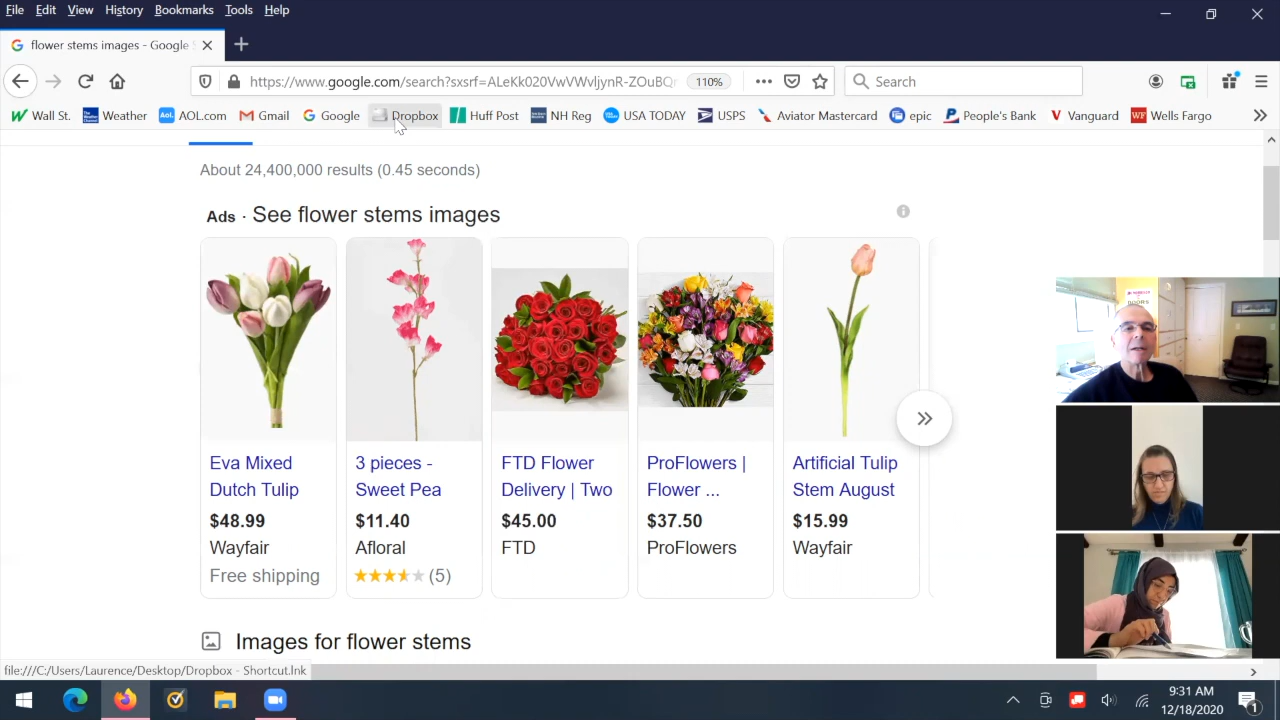 File Edit View History Bookmarks Tools Help
flower stems images - Google S
https://www.google.com/search?sxsrf=ALeKk020VwVWvljynR-ZOuBQr 110% Search
Wall St. Weather AOL.com Gmail Google Dropbox Huff Post NH Reg USA TODAY USPS Aviator Mastercard epic People's Bank Vanguard Wells Fargo
About 24,400,000 results (0.45 seconds)
Ads · See flower stems images
Eva Mixed
Dutch Tulip
$48.99
Wayfair
Free shipping
3 pieces -
Sweet Pea
$11.40
Afloral
(5)
FTD Flower
Delivery | Two
$45.00
FTD
ProFlowers |
Flower ...
$37.50
ProFlowers
Artificial Tulip
Stem August
$15.99
Wayfair
DOORS
Images for flower stems
file:///C:/Users/Laurence/Desktop/Dropbox - Shortcut.lnk
9:31 AM
12/18/2020
1